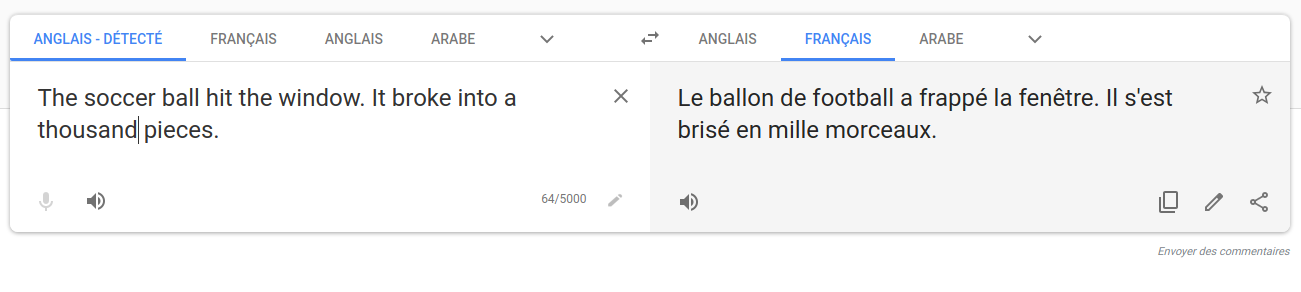 ANGLAIS - DÉTECTÉ FRANÇAIS ANGLAIS ARABE ANGLAIS FRANÇAIS ARABE
The soccer ball hit the window. It broke into a
thousand pieces.
64/5000
Le ballon de football a frappé la fenêtre. Il s'est
brisé en mille morceaux.
Envoyer des commentaires